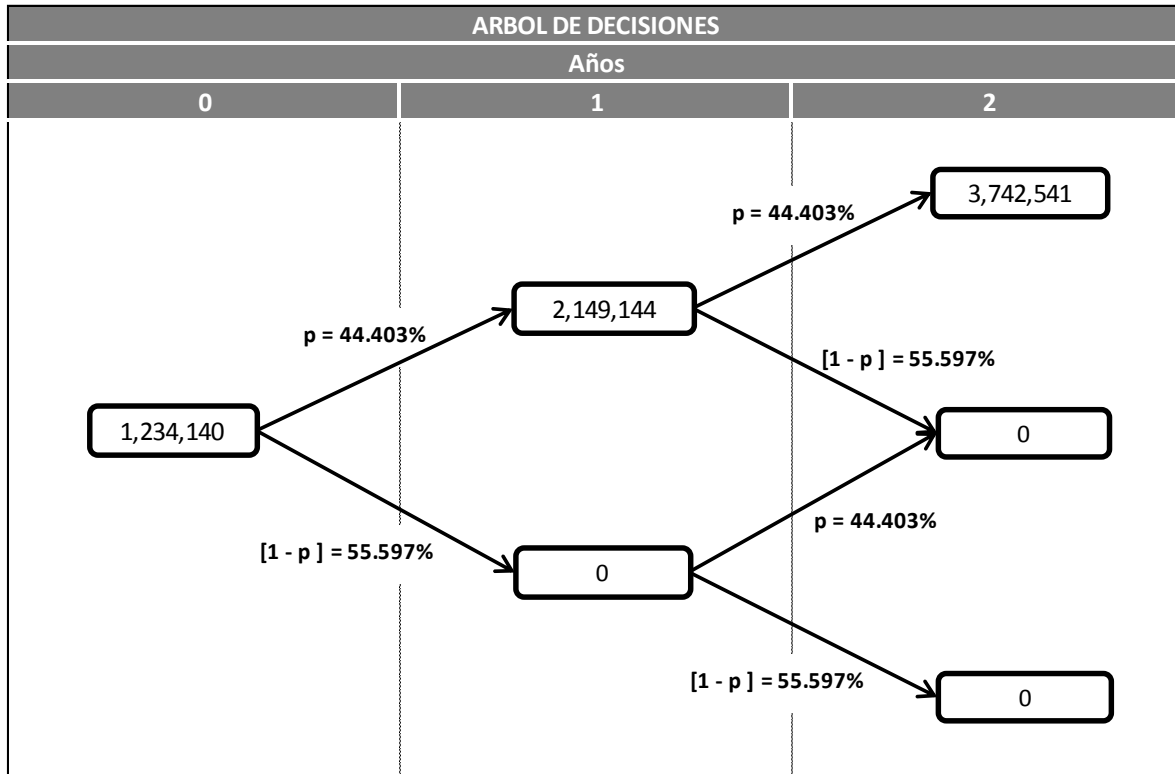 ARBOL DE DECISIONES
Años
0 1 2
3,742,541
p = 44.403%
2,149,144
p = 44.403%
[1 - p ] = 55.597%
1,234,140
0
p = 44.403%
[1 - p ] = 55.597%
0
[1 - p ] = 55.597%
0